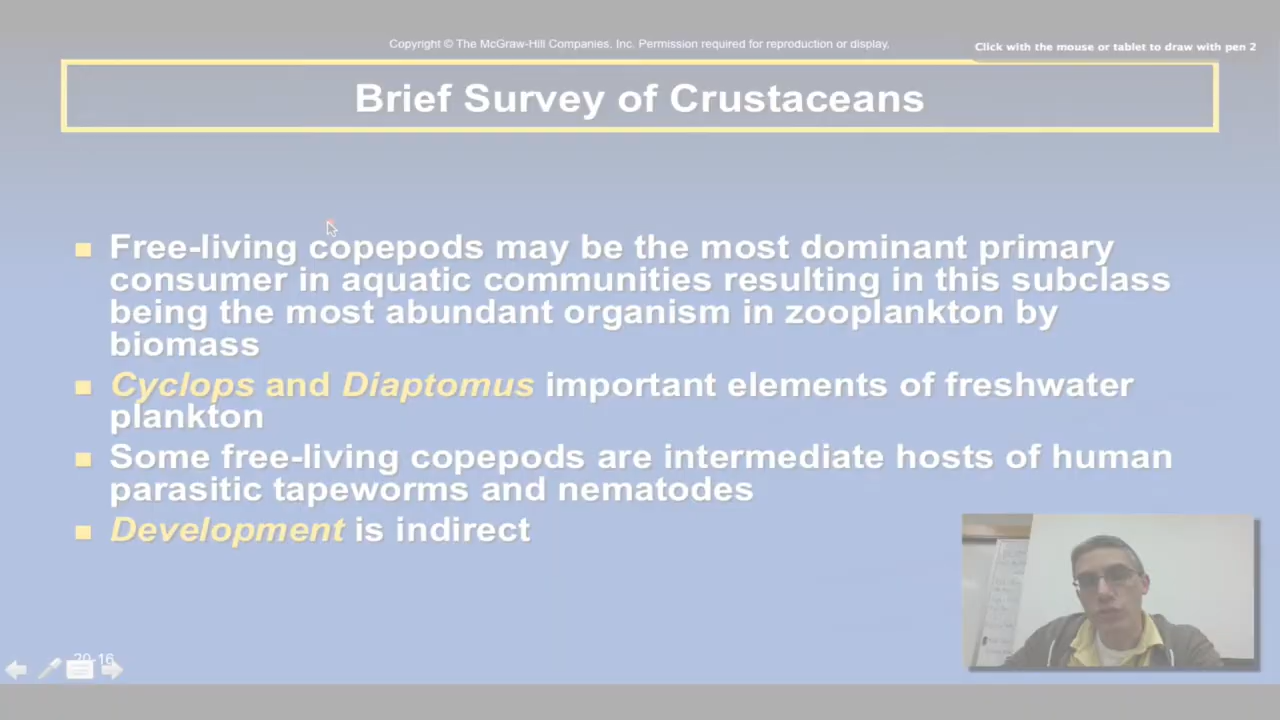 Copyright © The McGraw-Hill Companies, Inc. Permission required for reproduction or display.
Click with the mouse or tablet to draw with pen 2
Brief Survey of Crustaceans
Free-living copepods may be the most dominant primary
consumer in aquatic communities resulting in this subclass
being the most abundant organism in zooplankton by
biomass
Cyclops and Diaptomus important elements of freshwater
plankton
Some free-living copepods are intermediate hosts of human
parasitic tapeworms and nematodes
Development is indirect
20-16